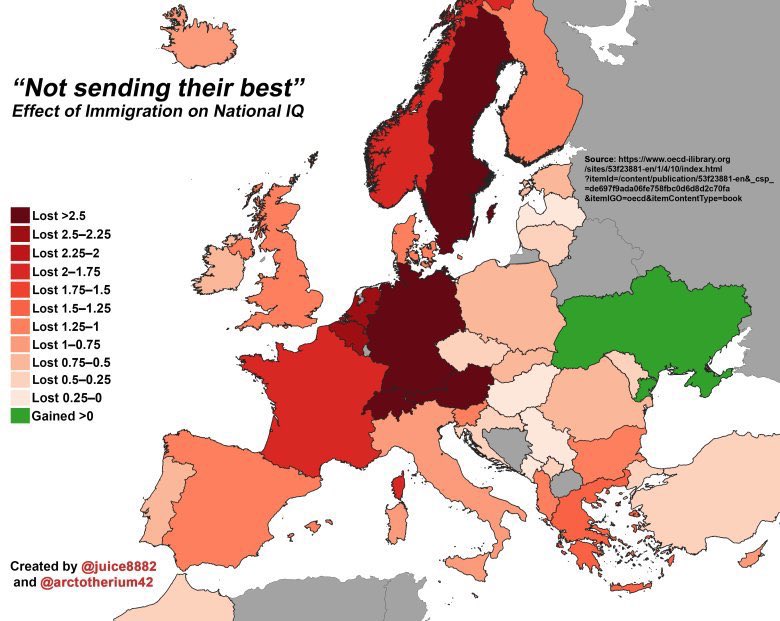 “Not sending their best”
Effect of Immigration on National IQ
Source: https://www.oecd-ilibrary.org
/sites/53f23881-en/1/4/10/index.html
?itemId=/content/publication/53f23881-en&_csp_
=de697f9ada06fe758fbc0d6d8d2c70fa
&itemIGO=oecd&itemContentType=book
Lost >2.5
Lost 2.5–2.25
Lost 2.25–2
Lost 2–1.75
Lost 1.75–1.5
Lost 1.5–1.25
Lost 1.25–1
Lost 1–0.75
Lost 0.75–0.5
Lost 0.5–0.25
Lost 0.25–0
Gained >0
Created by @juice8882
and @arctotherium42